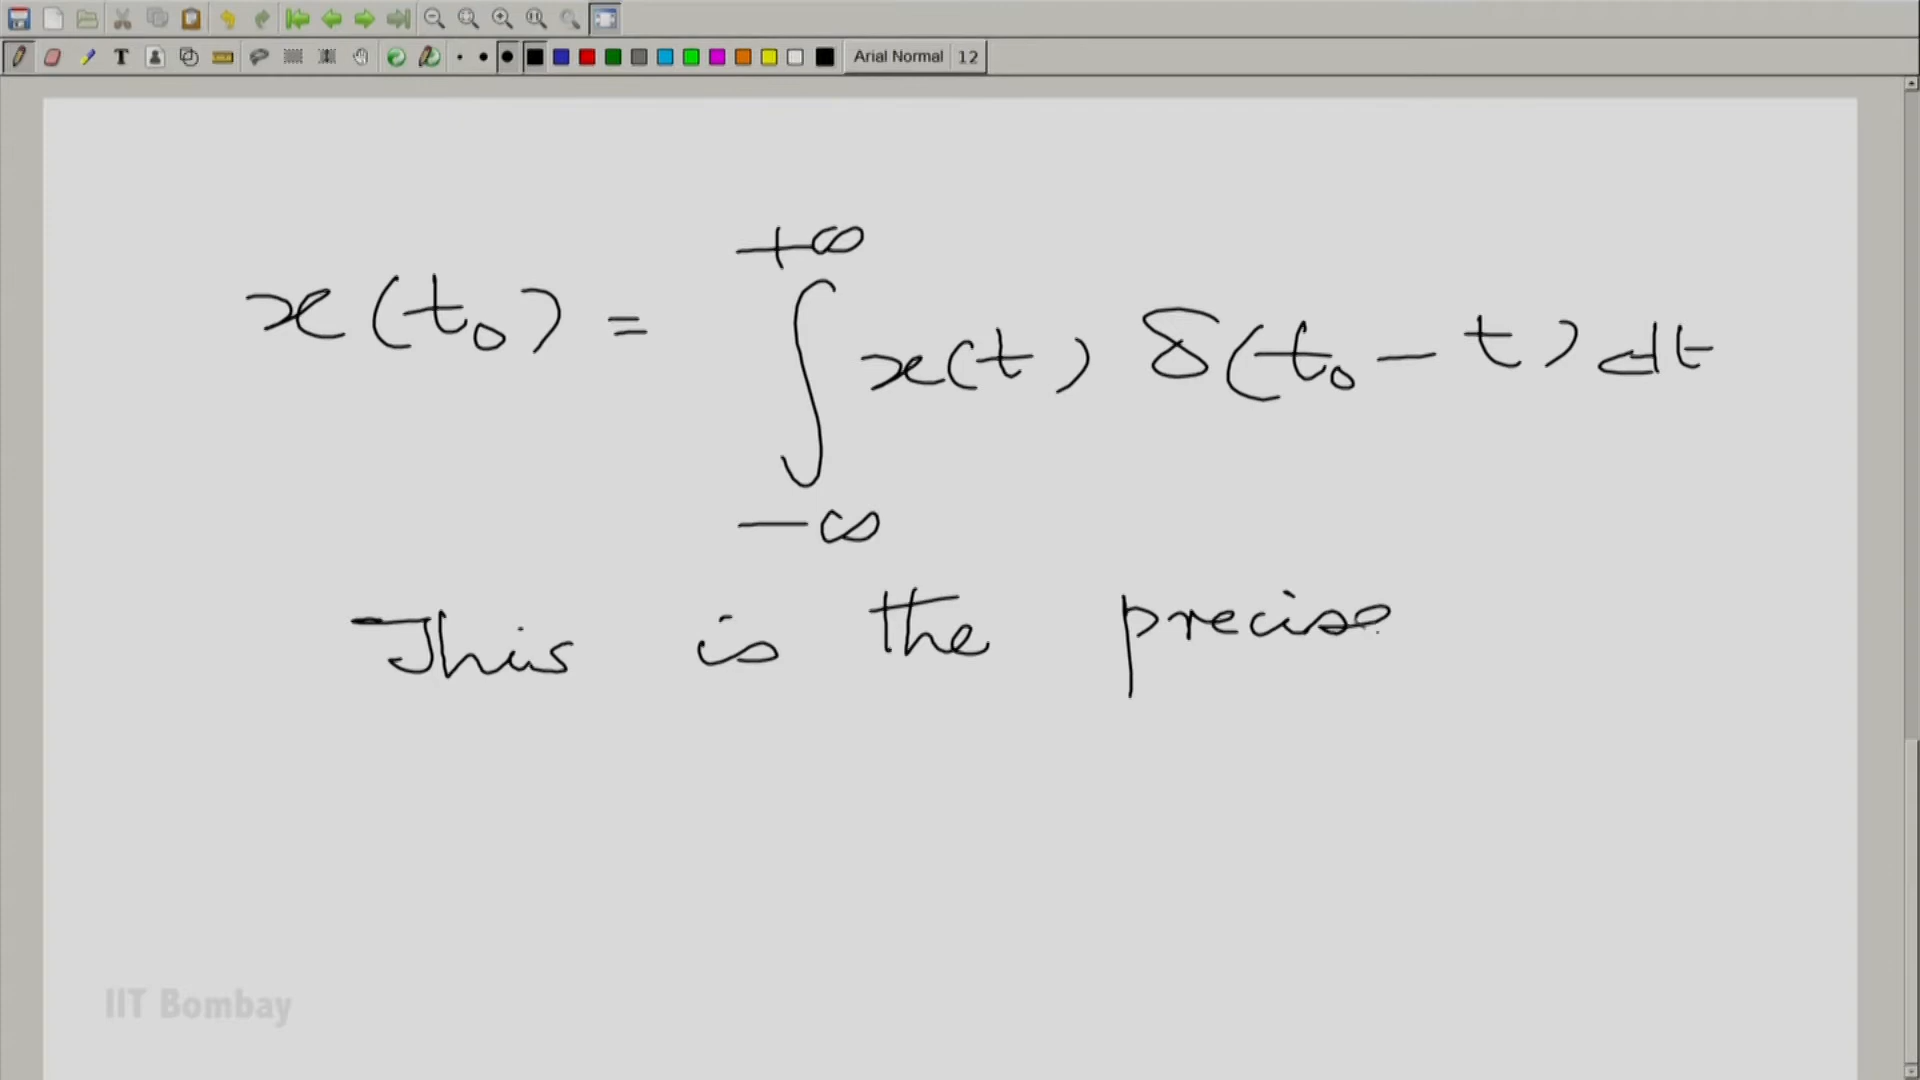 Arial Normal 12
x(t₀) = ∫_{-∞}^{+∞} x(t) δ(t₀ - t) dt
This is the precise
IIT Bombay